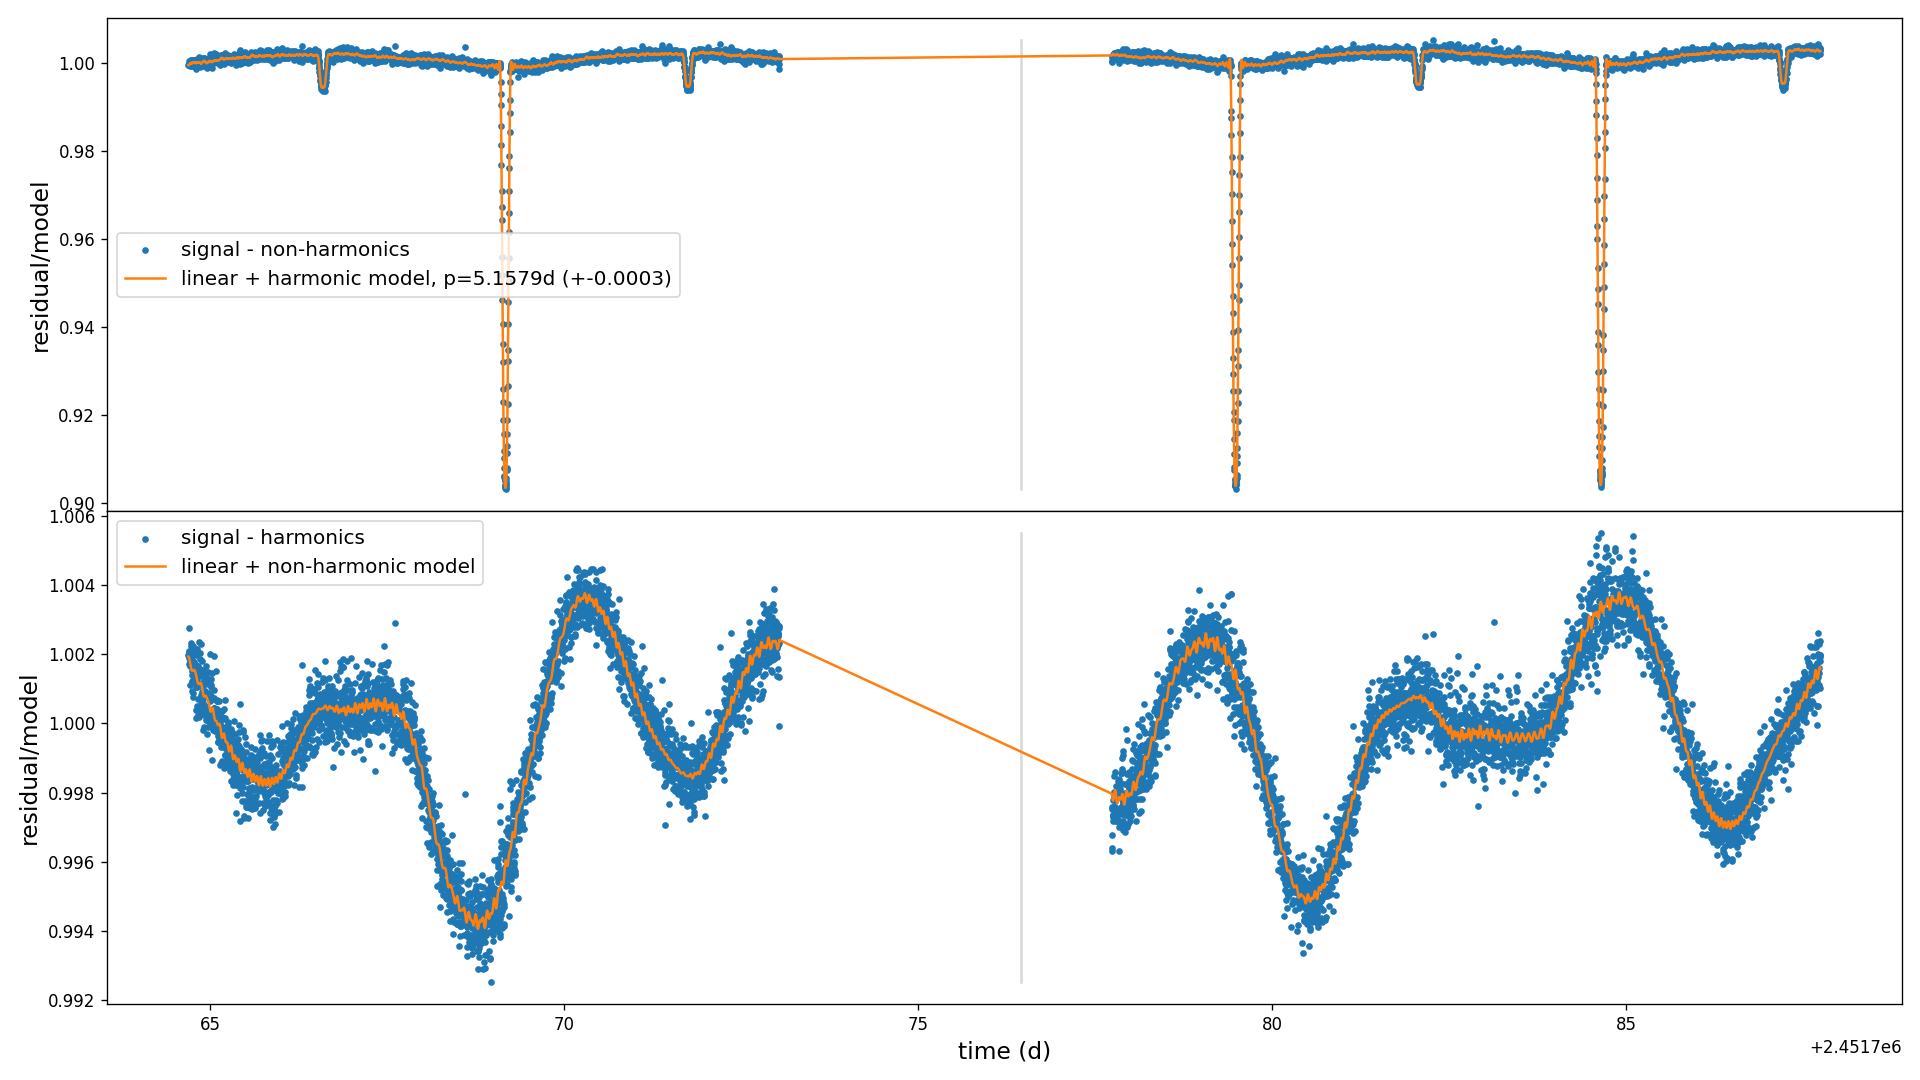 1.00
0.98
0.96
0.94
0.92
0.90
residual/model
signal - non-harmonics
linear + harmonic model, p=5.1579d (+-0.0003)
1.006
1.004
1.002
1.000
0.998
0.996
0.994
0.992
residual/model
signal - harmonics
linear + non-harmonic model
65
70
75
80
85
time (d)
+2.4517e6